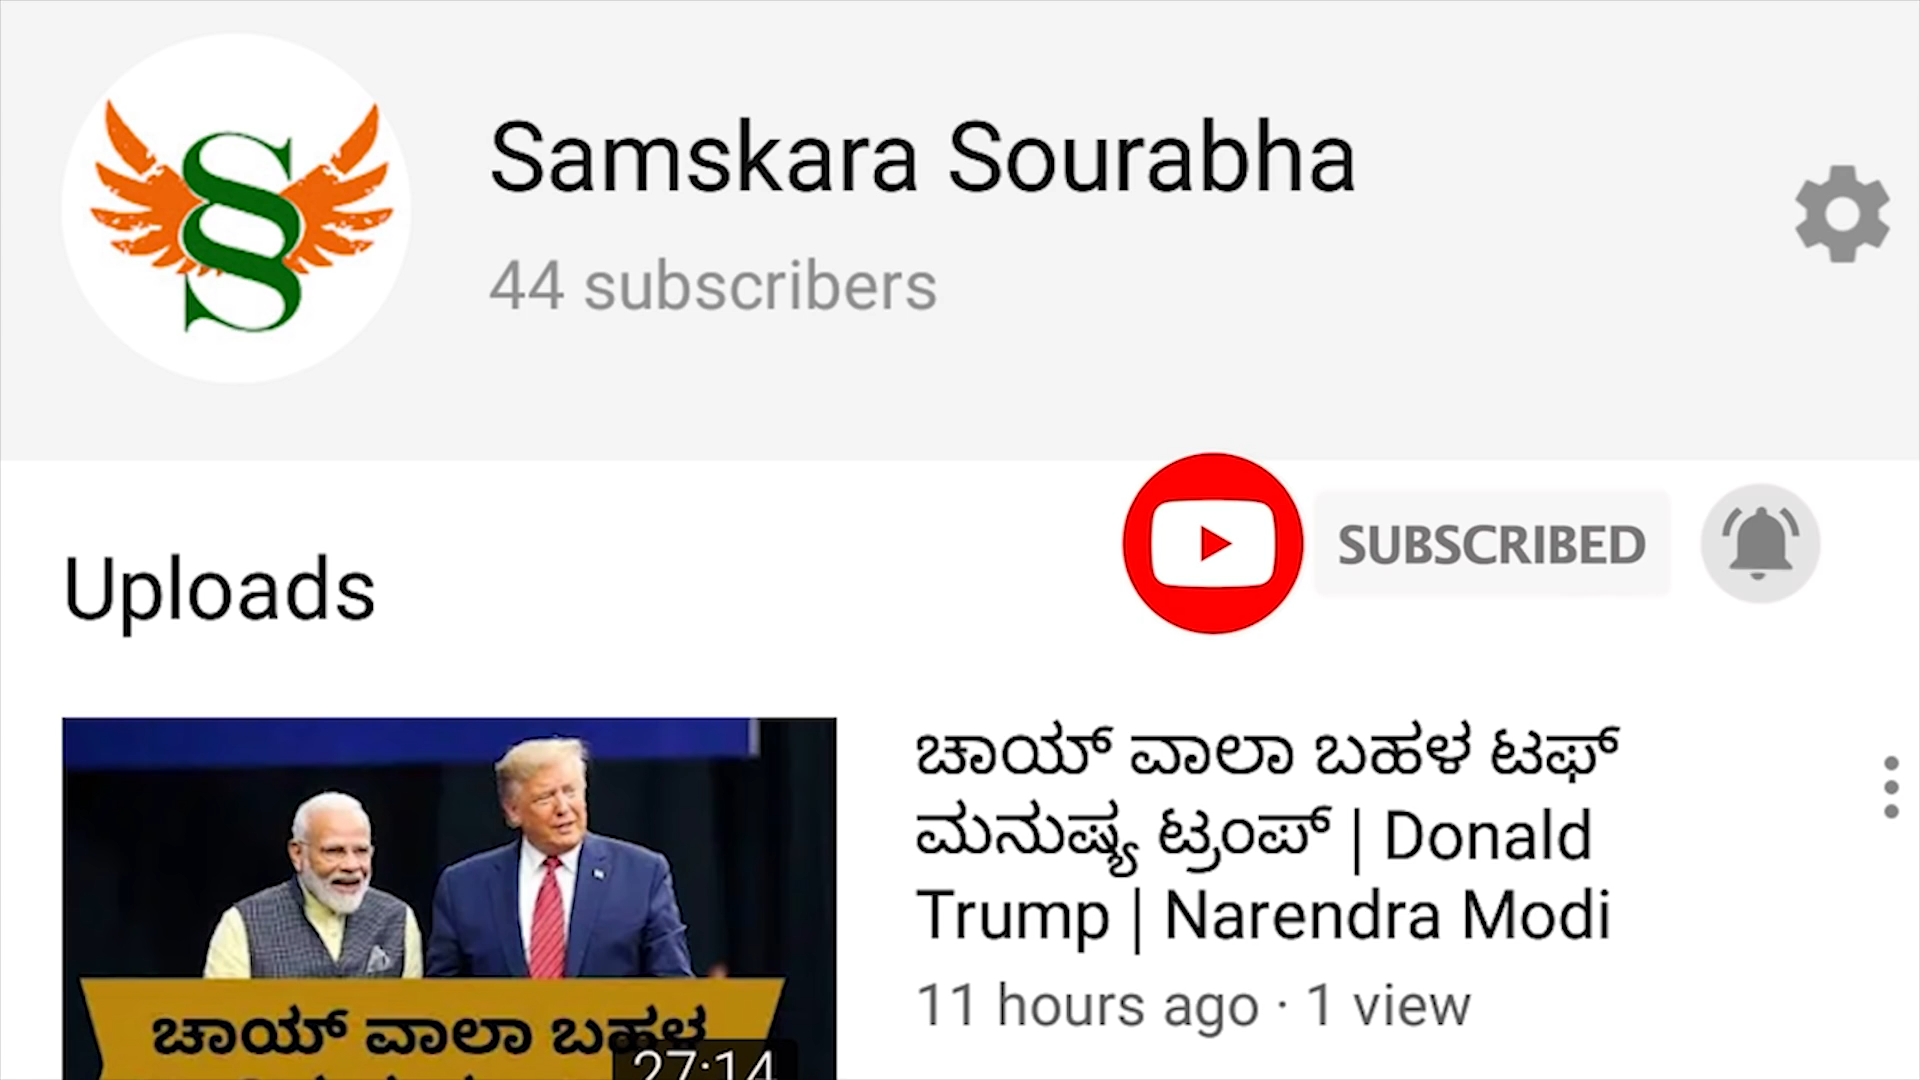 Samskara Sourabha
44 subscribers
SUBSCRIBED
Uploads
ಚಾಯ್ ವಾಲಾ ಬಹಳ ಟಫ್
ಮನುಷ್ಯ ಟ್ರಂಪ್ | Donald
Trump | Narendra Modi
11 hours ago · 1 view
ಚಾಯ್ ವಾಲಾ ಬಹಳ
27:14